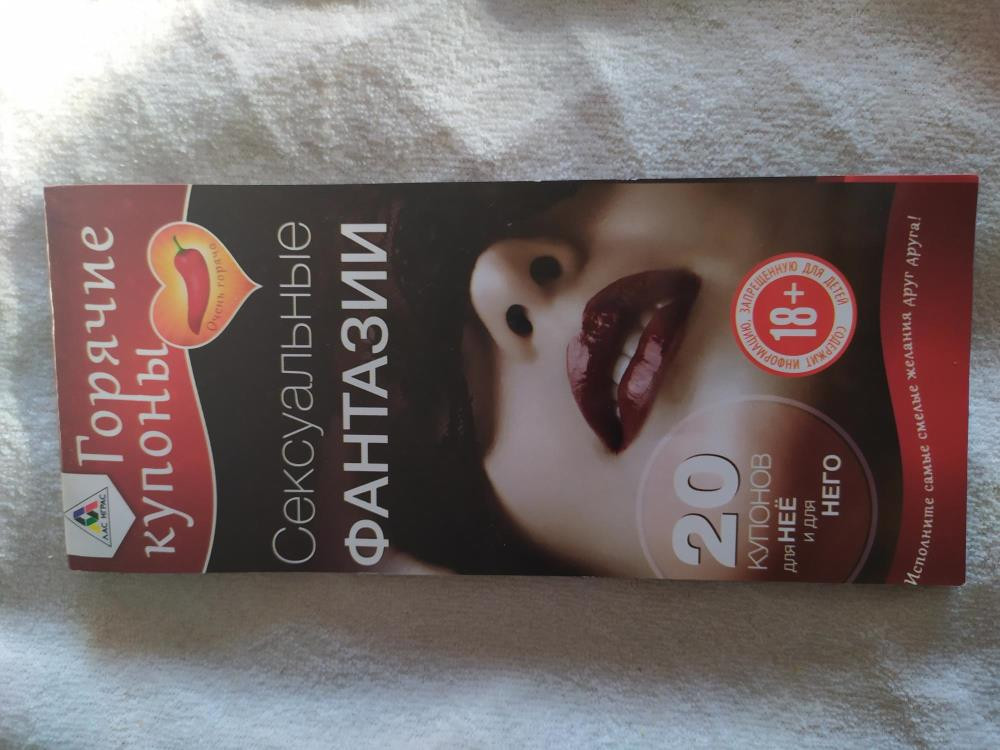 ЛАС ИГРАС
Горячие
купоны
Очень горячо
Сексуальные
ФАНТАЗИИ
СОДЕРЖИТ ИНФОРМАЦИЮ, ЗАПРЕЩЕННУЮ ДЛЯ ДЕТЕЙ
18+
20
КУПОНОВ
для НЕЁ
и для
НЕГО
Исполните самые смелые желания друг друга!